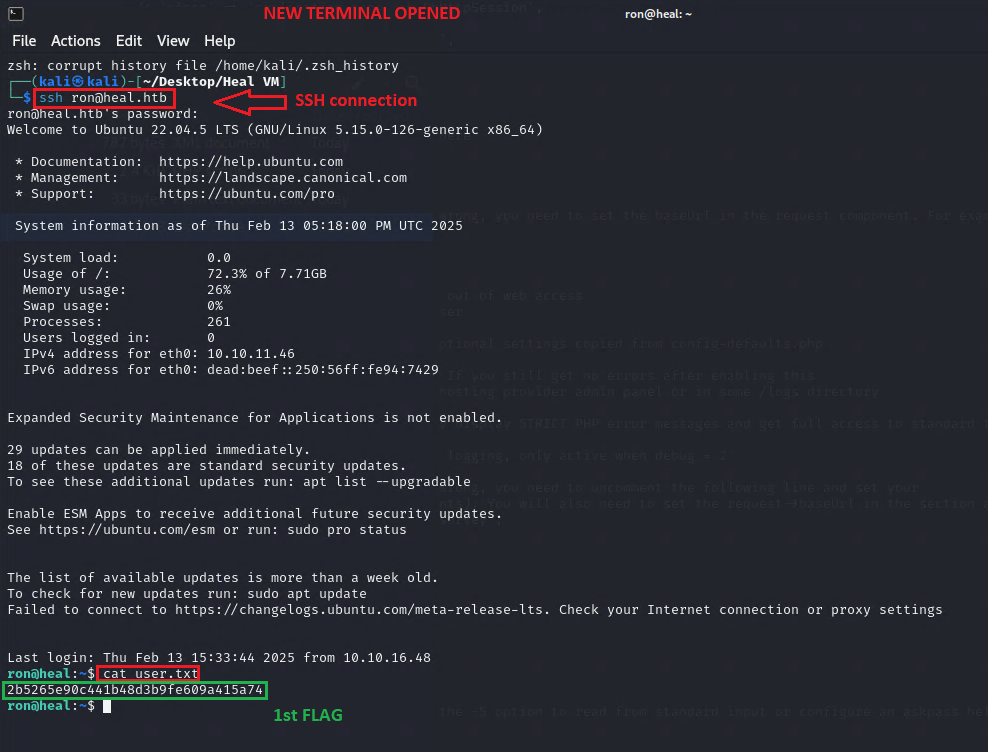 NEW TERMINAL OPENED
ron@heal: ~
File Actions Edit View Help
zsh: corrupt history file /home/kali/.zsh_history
┌──(kali㉿kali)-[~/Desktop/Heal VM]
└─$ ssh ron@heal.htb
SSH connection
ron@heal.htb's password:
Welcome to Ubuntu 22.04.5 LTS (GNU/Linux 5.15.0-126-generic x86_64)
* Documentation: https://help.ubuntu.com
* Management: https://landscape.canonical.com
* Support: https://ubuntu.com/pro
System information as of Thu Feb 13 05:18:00 PM UTC 2025
System load: 0.0
Usage of /: 72.3% of 7.71GB
Memory usage: 26%
Swap usage: 0%
Processes: 261
Users logged in: 0
IPv4 address for eth0: 10.10.11.46
IPv6 address for eth0: dead:beef::250:56ff:fe94:7429
Expanded Security Maintenance for Applications is not enabled.
29 updates can be applied immediately.
18 of these updates are standard security updates.
To see these additional updates run: apt list --upgradable
Enable ESM Apps to receive additional future security updates.
See https://ubuntu.com/esm or run: sudo pro status
The list of available updates is more than a week old.
To check for new updates run: sudo apt update
Failed to connect to https://changelogs.ubuntu.com/meta-release-lts. Check your Internet connection or proxy settings
Last login: Thu Feb 13 15:33:44 2025 from 10.10.16.48
ron@heal:~$ cat user.txt
2b5265e90c441b48d3b9fe609a415a74
ron@heal:~$
1st FLAG